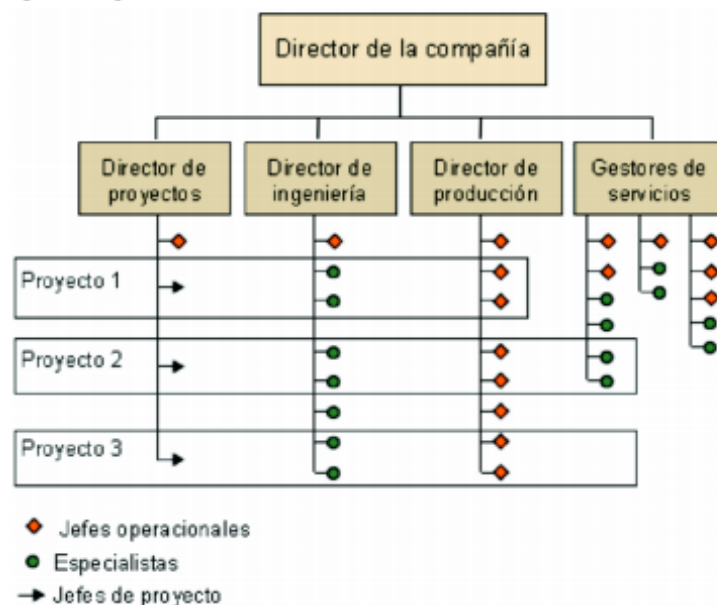 Director de la compañía
Director de
proyectos
Director de
ingeniería
Director de
producción
Gestores de
servicios
Proyecto 1
Proyecto 2
Proyecto 3
Jefes operacionales
Especialistas
Jefes de proyecto